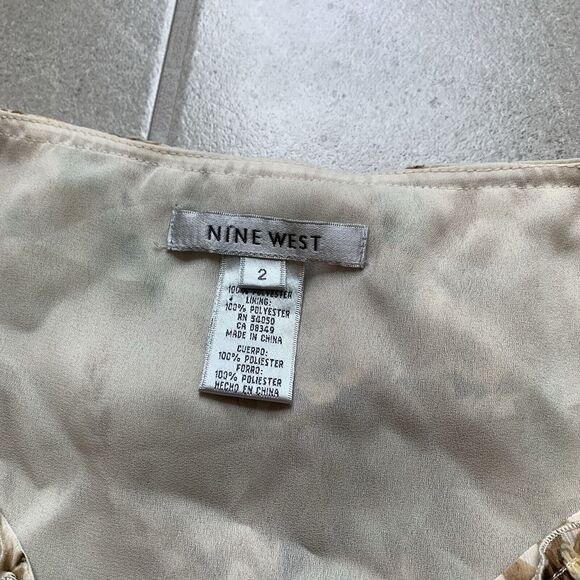 NINE WEST
2
100% POLYESTER
LINING:
100% POLYESTER
RN 54050
CA 08349
MADE IN CHINA
CUERPO:
100% POLIESTER
FORRO:
100% POLIESTER
HECHO EN CHINA